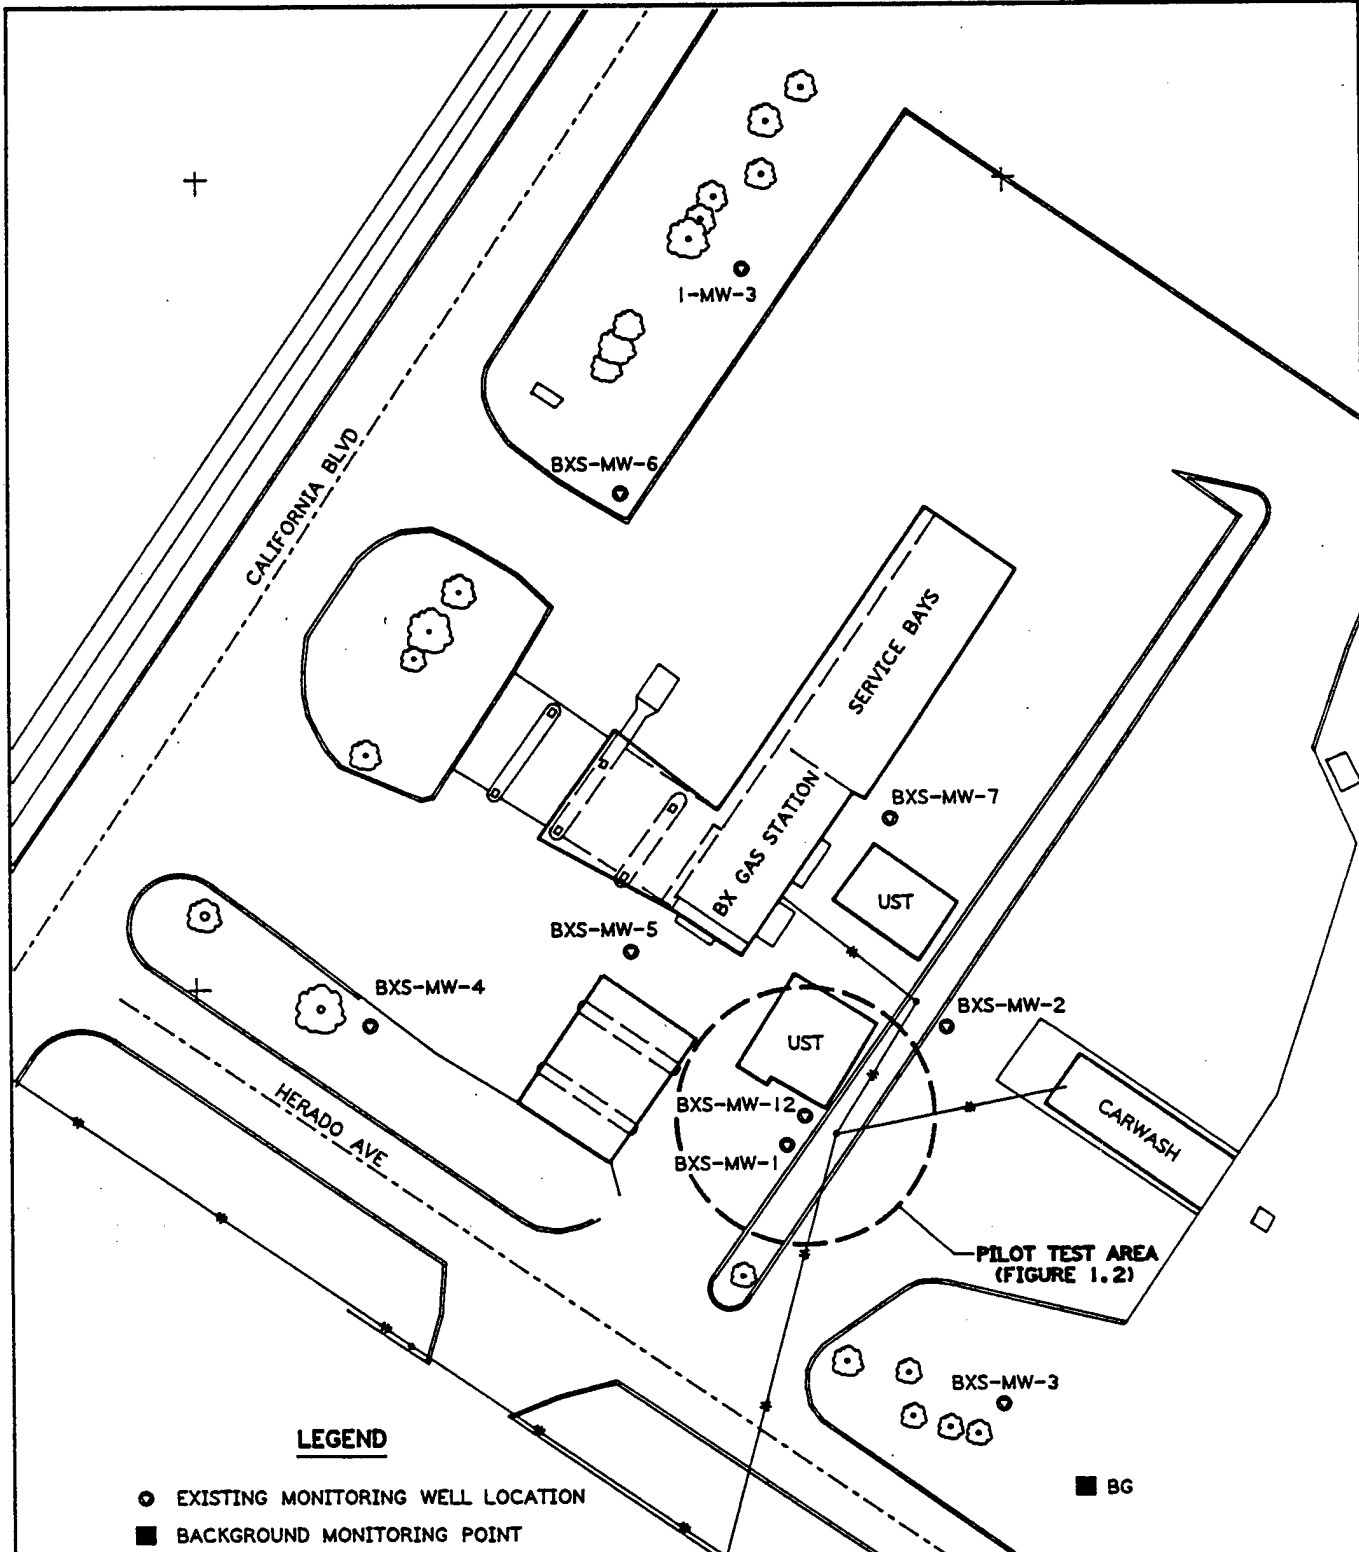 1-MW-3
CALIFORNIA BLVD
BXS-MW-6
SERVICE BAYS
BX GAS STATION
BXS-MW-7
UST
BXS-MW-5
BXS-MW-4
BXS-MW-2
UST
HERADO AVE
BXS-MW-12
CARWASH
BXS-MW-1
PILOT TEST AREA
(FIGURE 1.2)
BXS-MW-3
LEGEND
BG
EXISTING MONITORING WELL LOCATION
BACKGROUND MONITORING POINT